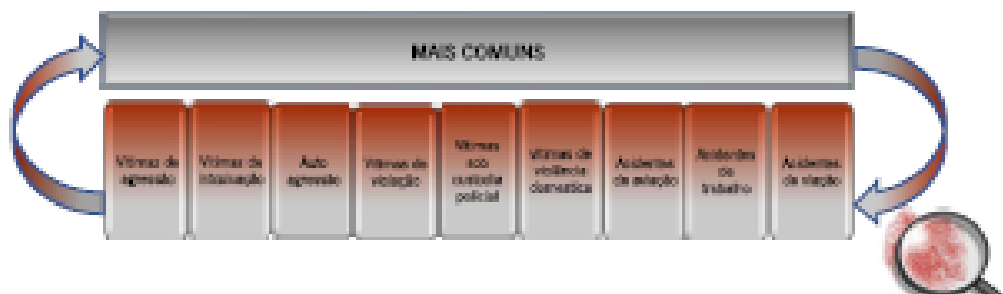 MAIS COMUNS
Vítimas de
agressão
Vítimas de
intoxicação
Auto
agressão
Vítimas de
violação
Vítimas
sob
custódia
policial
Vítimas de
violência
doméstica
Acidentes
de aviação
Acidentes
de
trabalho
Acidentes
de viação